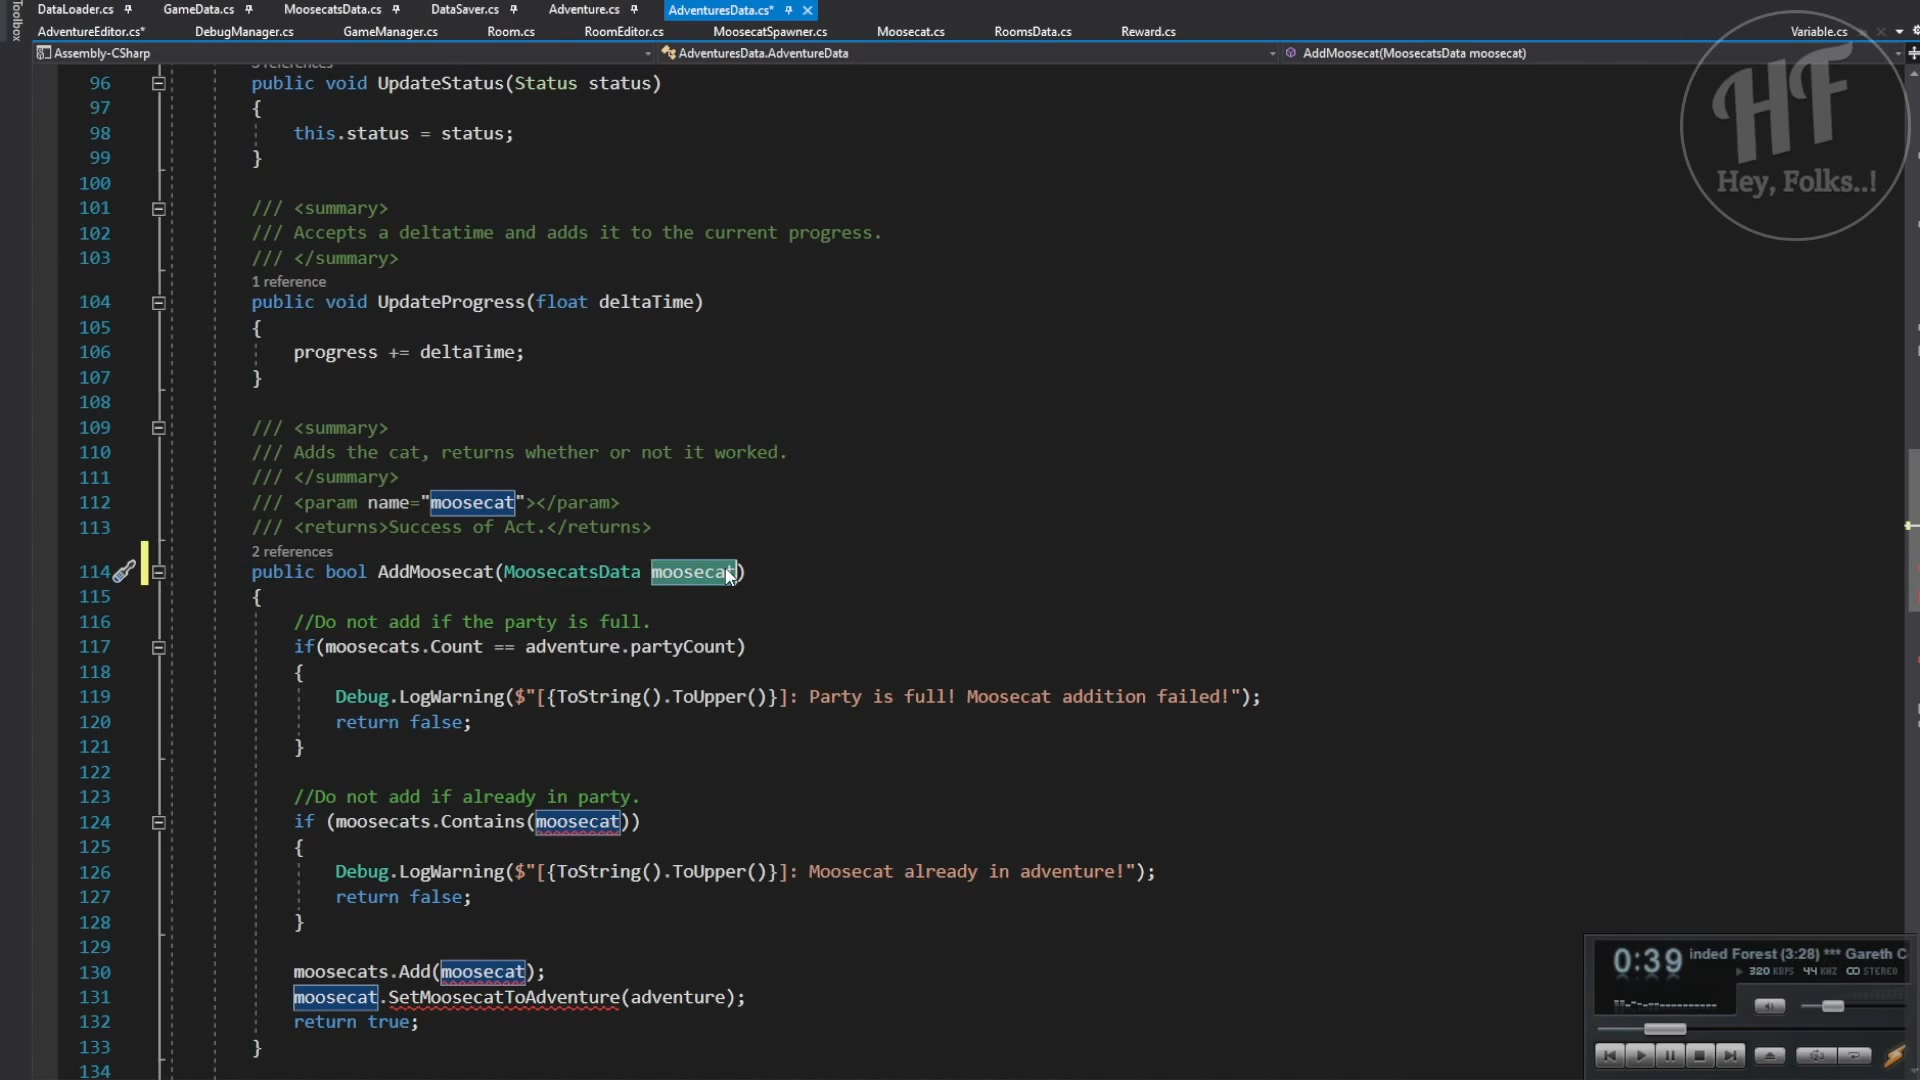 Toolbox
DataLoader.cs
GameData.cs
MoosecatsData.cs
DataSaver.cs
Adventure.cs
AdventuresData.cs*
AdventureEditor.cs*
DebugManager.cs
GameManager.cs
Room.cs
RoomEditor.cs
MoosecatSpawner.cs
Moosecat.cs
RoomsData.cs
Reward.cs
Variable.cs
Assembly-CSharp
AdventuresData.AdventureData
AddMoosecat(MoosecatsData moosecat)
HF
Hey, Folks..!
96 public void UpdateStatus(Status status)
97 {
98 this.status = status;
99 }
100
101 /// <summary>
102 /// Accepts a deltatime and adds it to the current progress.
103 /// </summary>
1 reference
104 public void UpdateProgress(float deltaTime)
105 {
106 progress += deltaTime;
107 }
108
109 /// <summary>
110 /// Adds the cat, returns whether or not it worked.
111 /// </summary>
112 /// <param name="moosecat"></param>
113 /// <returns>Success of Act.</returns>
2 references
114 public bool AddMoosecat(MoosecatsData moosecat)
115 {
116 //Do not add if the party is full.
117 if(moosecats.Count == adventure.partyCount)
118 {
119 Debug.LogWarning($"[{ToString().ToUpper()}]: Party is full! Moosecat addition failed!");
120 return false;
121 }
122
123 //Do not add if already in party.
124 if (moosecats.Contains(moosecat))
125 {
126 Debug.LogWarning($"[{ToString().ToUpper()}]: Moosecat already in adventure!");
127 return false;
128 }
129
130 moosecats.Add(moosecat);
131 moosecat.SetMoosecatToAdventure(adventure);
132 return true;
133 }
134
0:39
inded Forest (3:28) *** Gareth C
320 KBPS 44 KHZ STEREO